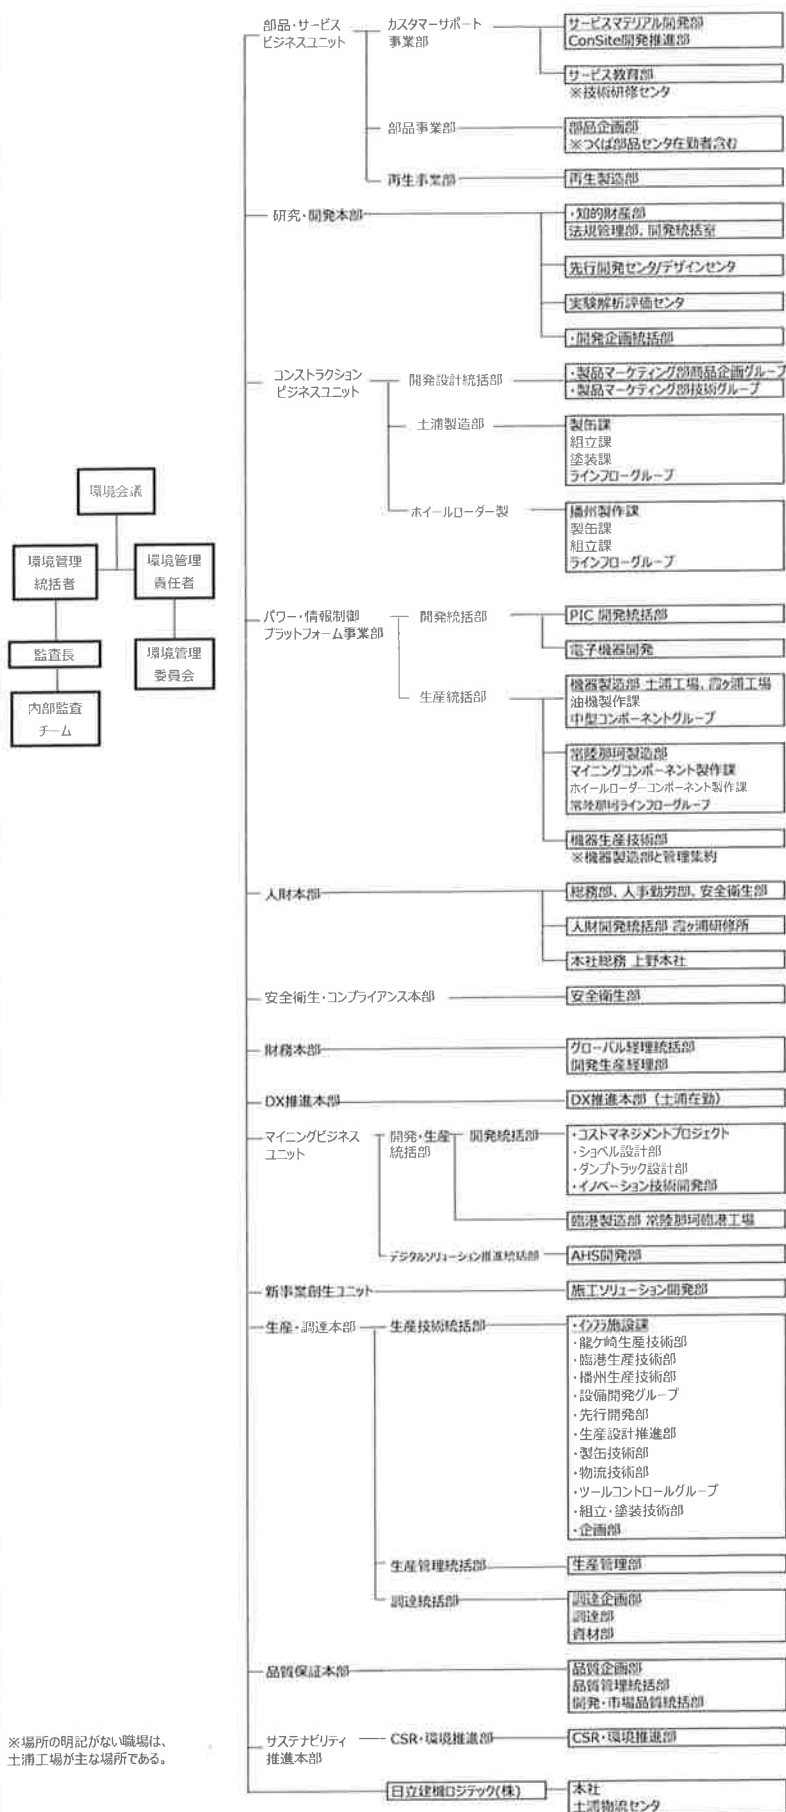 部品・サービス
ビジネスユニット
カスタマーサポート
事業部
サービスマテリアル開発部
ConSite開発推進部
サービス教育部
※技術研修センタ
部品事業部
部品企画部
※つくば部品センタ在勤者含む
再生事業部
再生製造部
研究・開発本部
・知的財産部
法規管理部、開発統括室
先行開発センタ/デザインセンタ
実験解析評価センタ
・開発企画統括部
コンストラクション
ビジネスユニット
開発設計統括部
・製品マーケティング部商品企画グループ
・製品マーケティング部技術グループ
土浦製造部
製缶課
組立課
塗装課
ラインフローグループ
ホイールローダー製
播州製作課
製缶課
組立課
ラインフローグループ
環境会議
環境管理
統括者
環境管理
責任者
監査長
環境管理
委員会
内部監査
チーム
パワー・情報制御
プラットフォーム事業部
開発統括部
PIC 開発統括部
電子機器開発
生産統括部
機器製造部 土浦工場、霞ヶ浦工場
油機製作課
中型コンポーネントグループ
常陸那珂製造部
マイニングコンポーネント製作課
ホイールローダーコンポーネント製作課
常陸那珂ラインフローグループ
機器生産技術部
※機器製造部と管理集約
人財本部
総務部、人事勤労部、安全衛生部
人財開発統括部 霞ヶ浦研修所
本社総務 上野本社
安全衛生・コンプライアンス本部
安全衛生部
財務本部
グローバル経理統括部
開発生産経理部
DX推進本部
DX推進本部（土浦在勤）
マイニングビジネス
ユニット
開発・生産
統括部
開発統括部
・コストマネジメントプロジェクト
・ショベル設計部
・ダンプトラック設計部
・イノベーション技術開発部
臨港製造部 常陸那珂臨港工場
デジタルソリューション推進統括部
AHS開発部
新事業創生ユニット
施工ソリューション開発部
生産・調達本部
生産技術統括部
・インフラ施設課
・龍ケ崎生産技術部
・臨港生産技術部
・播州生産技術部
・設備開発グループ
・先行開発部
・生産設計推進部
・製缶技術部
・物流技術部
・ツールコントロールグループ
・組立・塗装技術部
・企画部
生産管理統括部
生産管理部
調達統括部
調達企画部
調達部
資材部
品質保証本部
品質企画部
品質管理統括部
開発・市場品質統括部
※場所の明記がない職場は、
土浦工場が主な場所である。
サステナビリティ
推進本部
CSR・環境推進部
CSR・環境推進部
日立建機ロジテック(株)
本社
土浦物流センタ